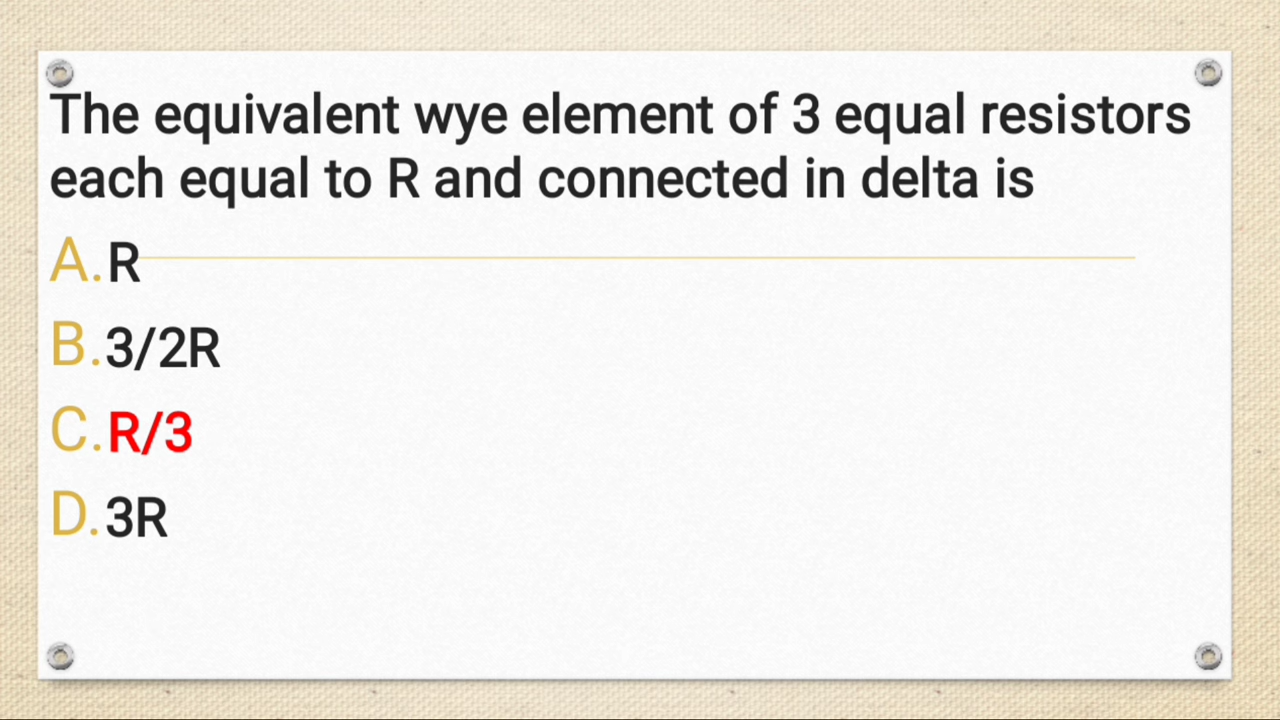 The equivalent wye element of 3 equal resistors
each equal to R and connected in delta is
A. R
B. 3/2R
C. R/3
D. 3R